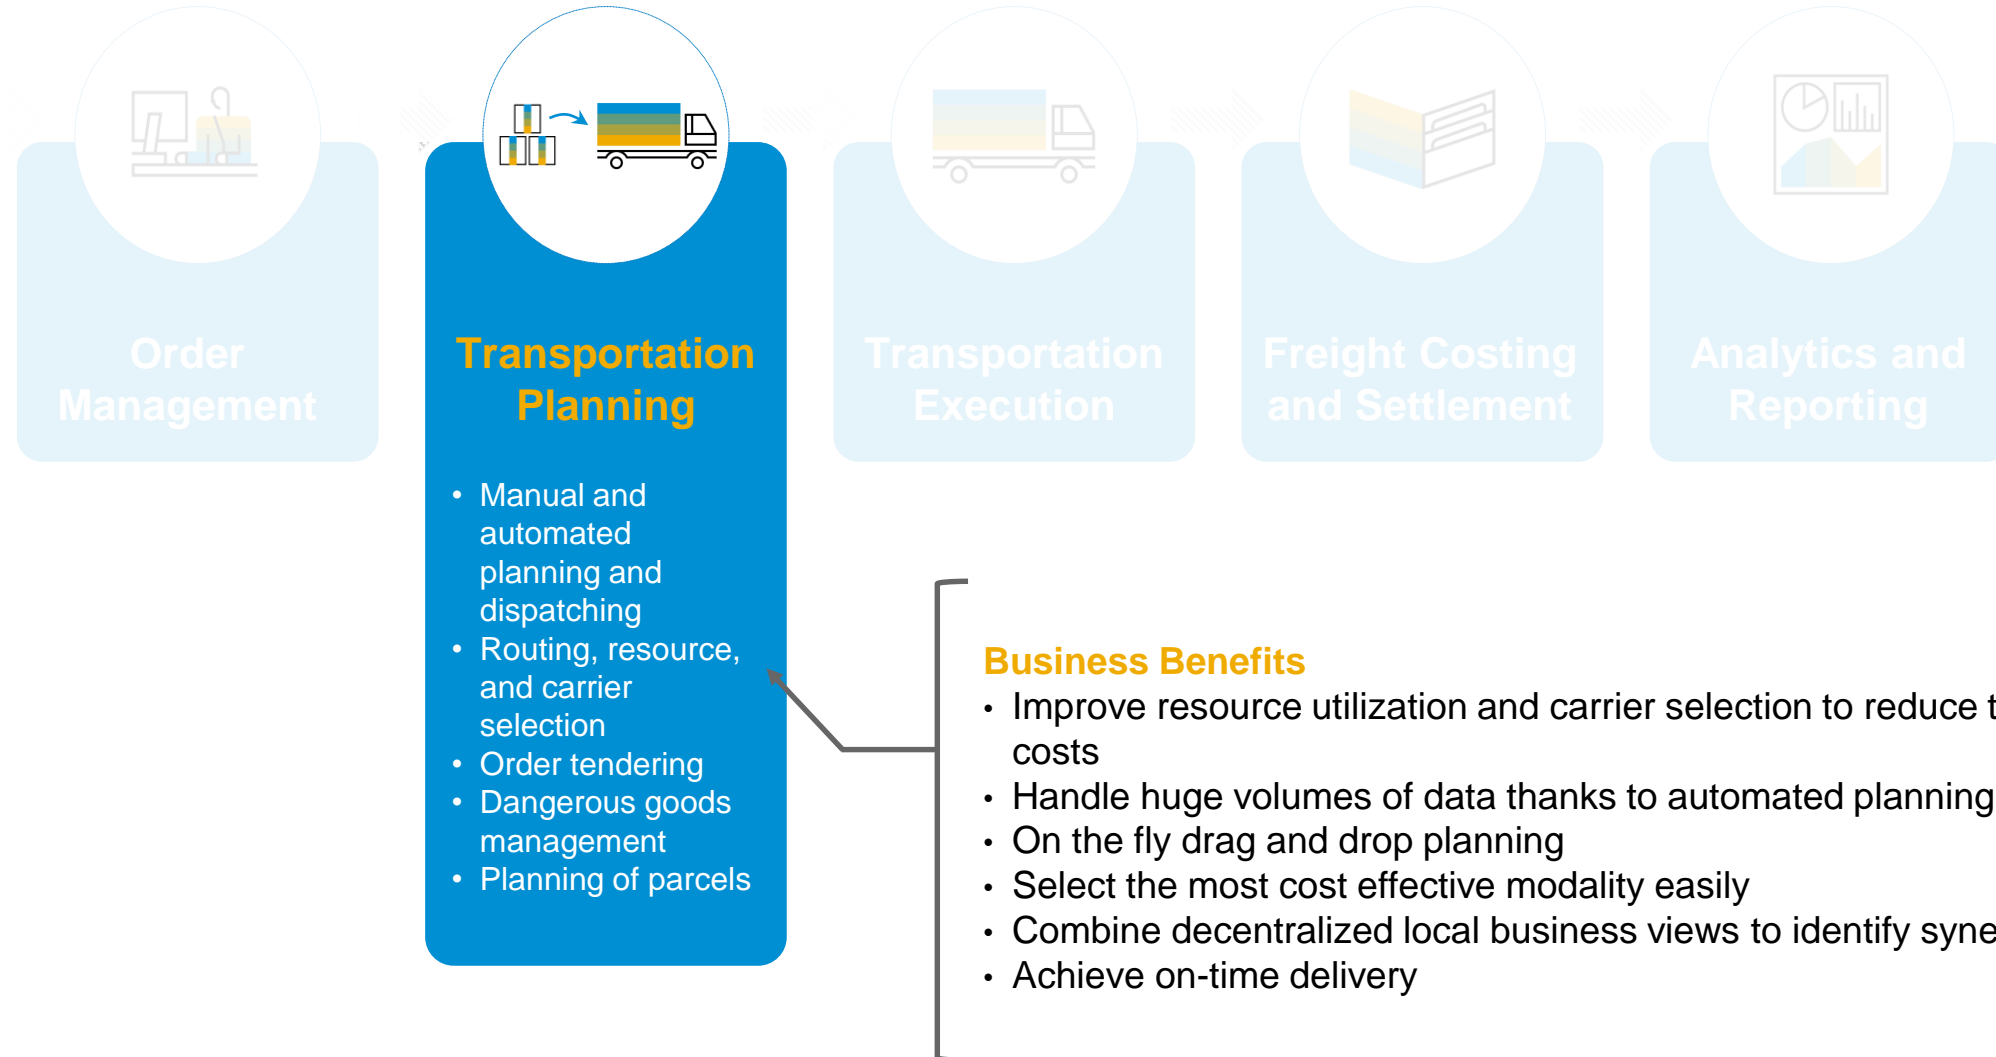 Order
Management
Transportation
Planning
Transportation
Execution
Freight Costing
and Settlement
Analytics and
Reporting
• Manual and
automated
planning and
dispatching
• Routing, resource,
and carrier
selection
• Order tendering
• Dangerous goods
management
• Planning of parcels
Business Benefits
• Improve resource utilization and carrier selection to reduce
costs
• Handle huge volumes of data thanks to automated planning
• On the fly drag and drop planning
• Select the most cost effective modality easily
• Combine decentralized local business views to identify
• Achieve on-time delivery